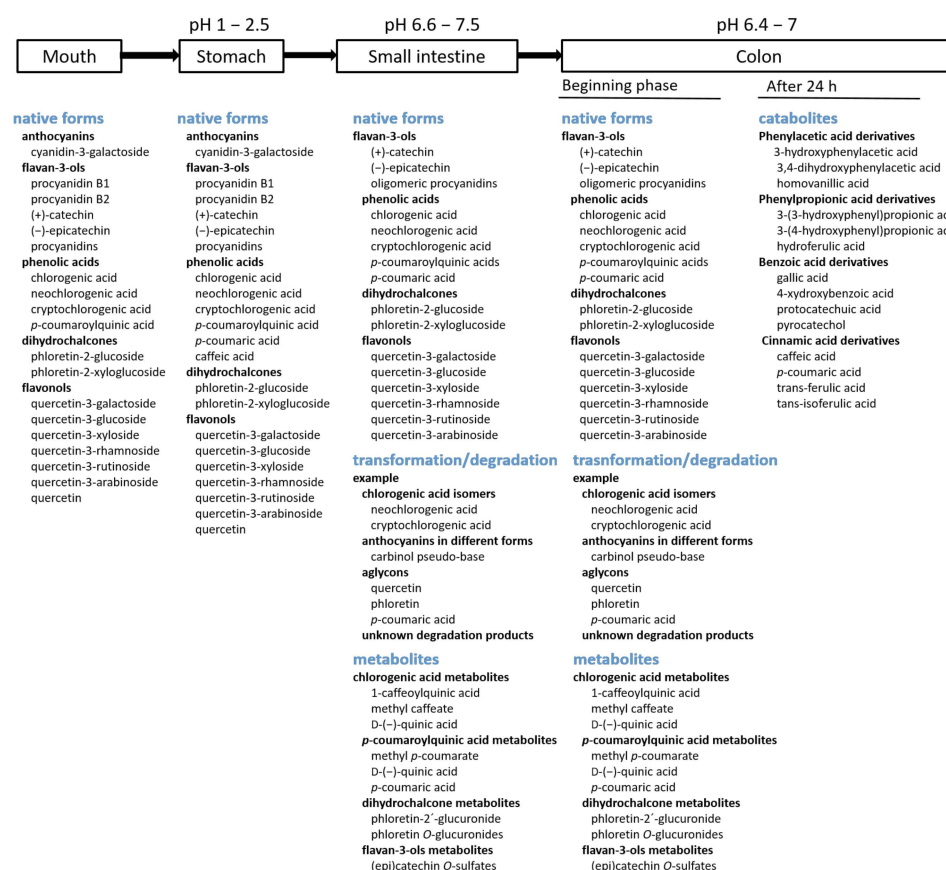 pH 1 – 2.5
pH 6.6 – 7.5
pH 6.4 – 7
Mouth
Stomach
Small intestine
Colon
Beginning phase
After 24 h
native forms
anthocyanins
cyanidin-3-galactoside
flavan-3-ols
procyanidin B1
procyanidin B2
(+)-catechin
(−)-epicatechin
procyanidins
phenolic acids
chlorogenic acid
neochlorogenic acid
cryptochlorogenic acid
p-coumaroylquinic acid
dihydrochalcones
phloretin-2-glucoside
phloretin-2-xyloglucoside
flavonols
quercetin-3-galactoside
quercetin-3-glucoside
quercetin-3-xyloside
quercetin-3-rhamnoside
quercetin-3-rutinoside
quercetin-3-arabinoside
quercetin
native forms
anthocyanins
cyanidin-3-galactoside
flavan-3-ols
procyanidin B1
procyanidin B2
(+)-catechin
(−)-epicatechin
procyanidins
phenolic acids
chlorogenic acid
neochlorogenic acid
cryptochlorogenic acid
p-coumaroylquinic acid
p-coumaric acid
caffeic acid
dihydrochalcones
phloretin-2-glucoside
phloretin-2-xyloglucoside
flavonols
quercetin-3-galactoside
quercetin-3-glucoside
quercetin-3-xyloside
quercetin-3-rhamnoside
quercetin-3-rutinoside
quercetin-3-arabinoside
quercetin
native forms
flavan-3-ols
(+)-catechin
(−)-epicatechin
oligomeric procyanidins
phenolic acids
chlorogenic acid
neochlorogenic acid
cryptochlorogenic acid
p-coumaroylquinic acids
p-coumaric acid
dihydrochalcones
phloretin-2-glucoside
phloretin-2-xyloglucoside
flavonols
quercetin-3-galactoside
quercetin-3-glucoside
quercetin-3-xyloside
quercetin-3-rhamnoside
quercetin-3-rutinoside
quercetin-3-arabinoside
transformation/degradation
example
chlorogenic acid isomers
neochlorogenic acid
cryptochlorogenic acid
anthocyanins in different forms
carbinol pseudo-base
aglycons
quercetin
phloretin
p-coumaric acid
unknown degradation products
metabolites
chlorogenic acid metabolites
1-caffeoylquinic acid
methyl caffeate
D-(−)-quinic acid
p-coumaroylquinic acid metabolites
methyl p-coumarate
D-(−)-quinic acid
p-coumaric acid
dihydrochalcone metabolites
phloretin-2´-glucuronide
phloretin O-glucuronides
flavan-3-ols metabolites
(epi)catechin O-sulfates
native forms
flavan-3-ols
(+)-catechin
(−)-epicatechin
oligomeric procyanidins
phenolic acids
chlorogenic acid
neochlorogenic acid
cryptochlorogenic acid
p-coumaroylquinic acids
p-coumaric acid
dihydrochalcones
phloretin-2-glucoside
phloretin-2-xyloglucoside
flavonols
quercetin-3-galactoside
quercetin-3-glucoside
quercetin-3-xyloside
quercetin-3-rhamnoside
quercetin-3-rutinoside
quercetin-3-arabinoside
trasnformation/degradation
example
chlorogenic acid isomers
neochlorogenic acid
cryptochlorogenic acid
anthocyanins in different forms
carbinol pseudo-base
aglycons
quercetin
phloretin
p-coumaric acid
unknown degradation products
metabolites
chlorogenic acid metabolites
1-caffeoylquinic acid
methyl caffeate
D-(−)-quinic acid
p-coumaroylquinic acid metabolites
methyl p-coumarate
D-(−)-quinic acid
p-coumaric acid
dihydrochalcone metabolites
phloretin-2´-glucuronide
phloretin O-glucuronides
flavan-3-ols metabolites
(epi)catechin O-sulfates
catabolites
Phenylacetic acid derivatives
3-hydroxyphenylacetic acid
3,4-dihydroxyphenylacetic acid
homovanillic acid
Phenylpropionic acid derivatives
3-(3-hydroxyphenyl)propionic
3-(4-hydroxyphenyl)propionic
hydroferulic acid
Benzoic acid derivatives
gallic acid
4-xydroxybenzoic acid
protocatechuic acid
pyrocatechol
Cinnamic acid derivatives
caffeic acid
p-coumaric acid
trans-ferulic acid
tans-isoferulic acid